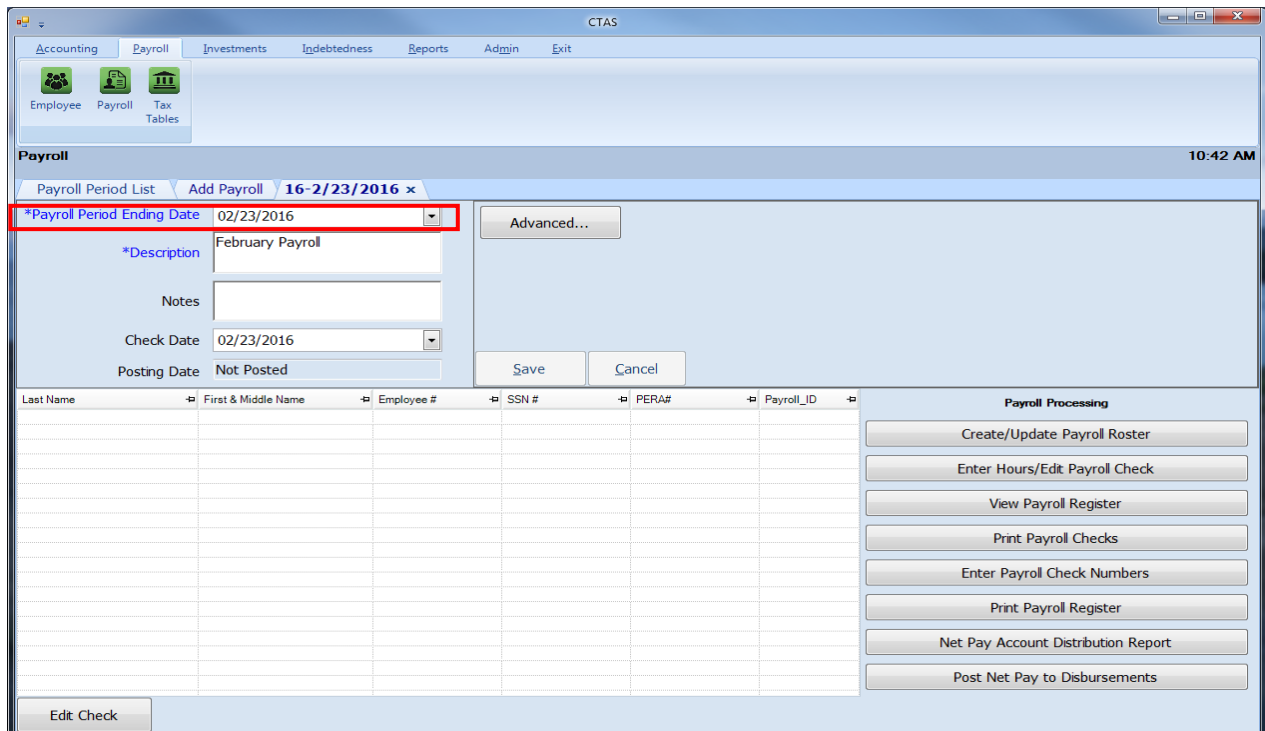 CTAS
Accounting Payroll Investments Indebtedness Reports Admin Exit
Employee Payroll Tax
Tables
Payroll 10:42 AM
Payroll Period List Add Payroll 16-2/23/2016 ×
*Payroll Period Ending Date 02/23/2016 Advanced...
*Description February Payroll
Notes
Check Date 02/23/2016
Posting Date Not Posted Save Cancel
Last Name First & Middle Name Employee # SSN # PERA# Payroll_ID Payroll Processing
Create/Update Payroll Roster
Enter Hours/Edit Payroll Check
View Payroll Register
Print Payroll Checks
Enter Payroll Check Numbers
Print Payroll Register
Net Pay Account Distribution Report
Post Net Pay to Disbursements
Edit Check